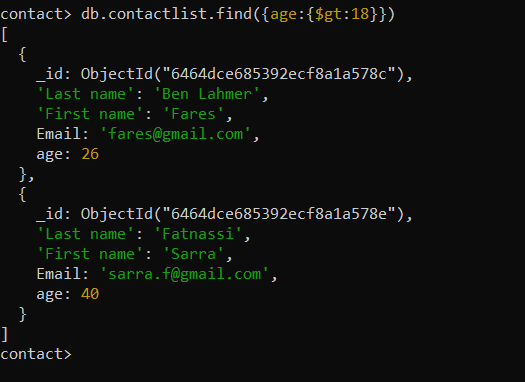 contact> db.contactlist.find({age:{$gt:18}})
[
  {
    _id: ObjectId("6464dce685392ecf8a1a578c"),
    'Last name': 'Ben Lahmer',
    'First name': 'Fares',
    Email: 'fares@gmail.com',
    age: 26
  },
  {
    _id: ObjectId("6464dce685392ecf8a1a578e"),
    'Last name': 'Fatnassi',
    'First name': 'Sarra',
    Email: 'sarra.f@gmail.com',
    age: 40
  }
]
contact>